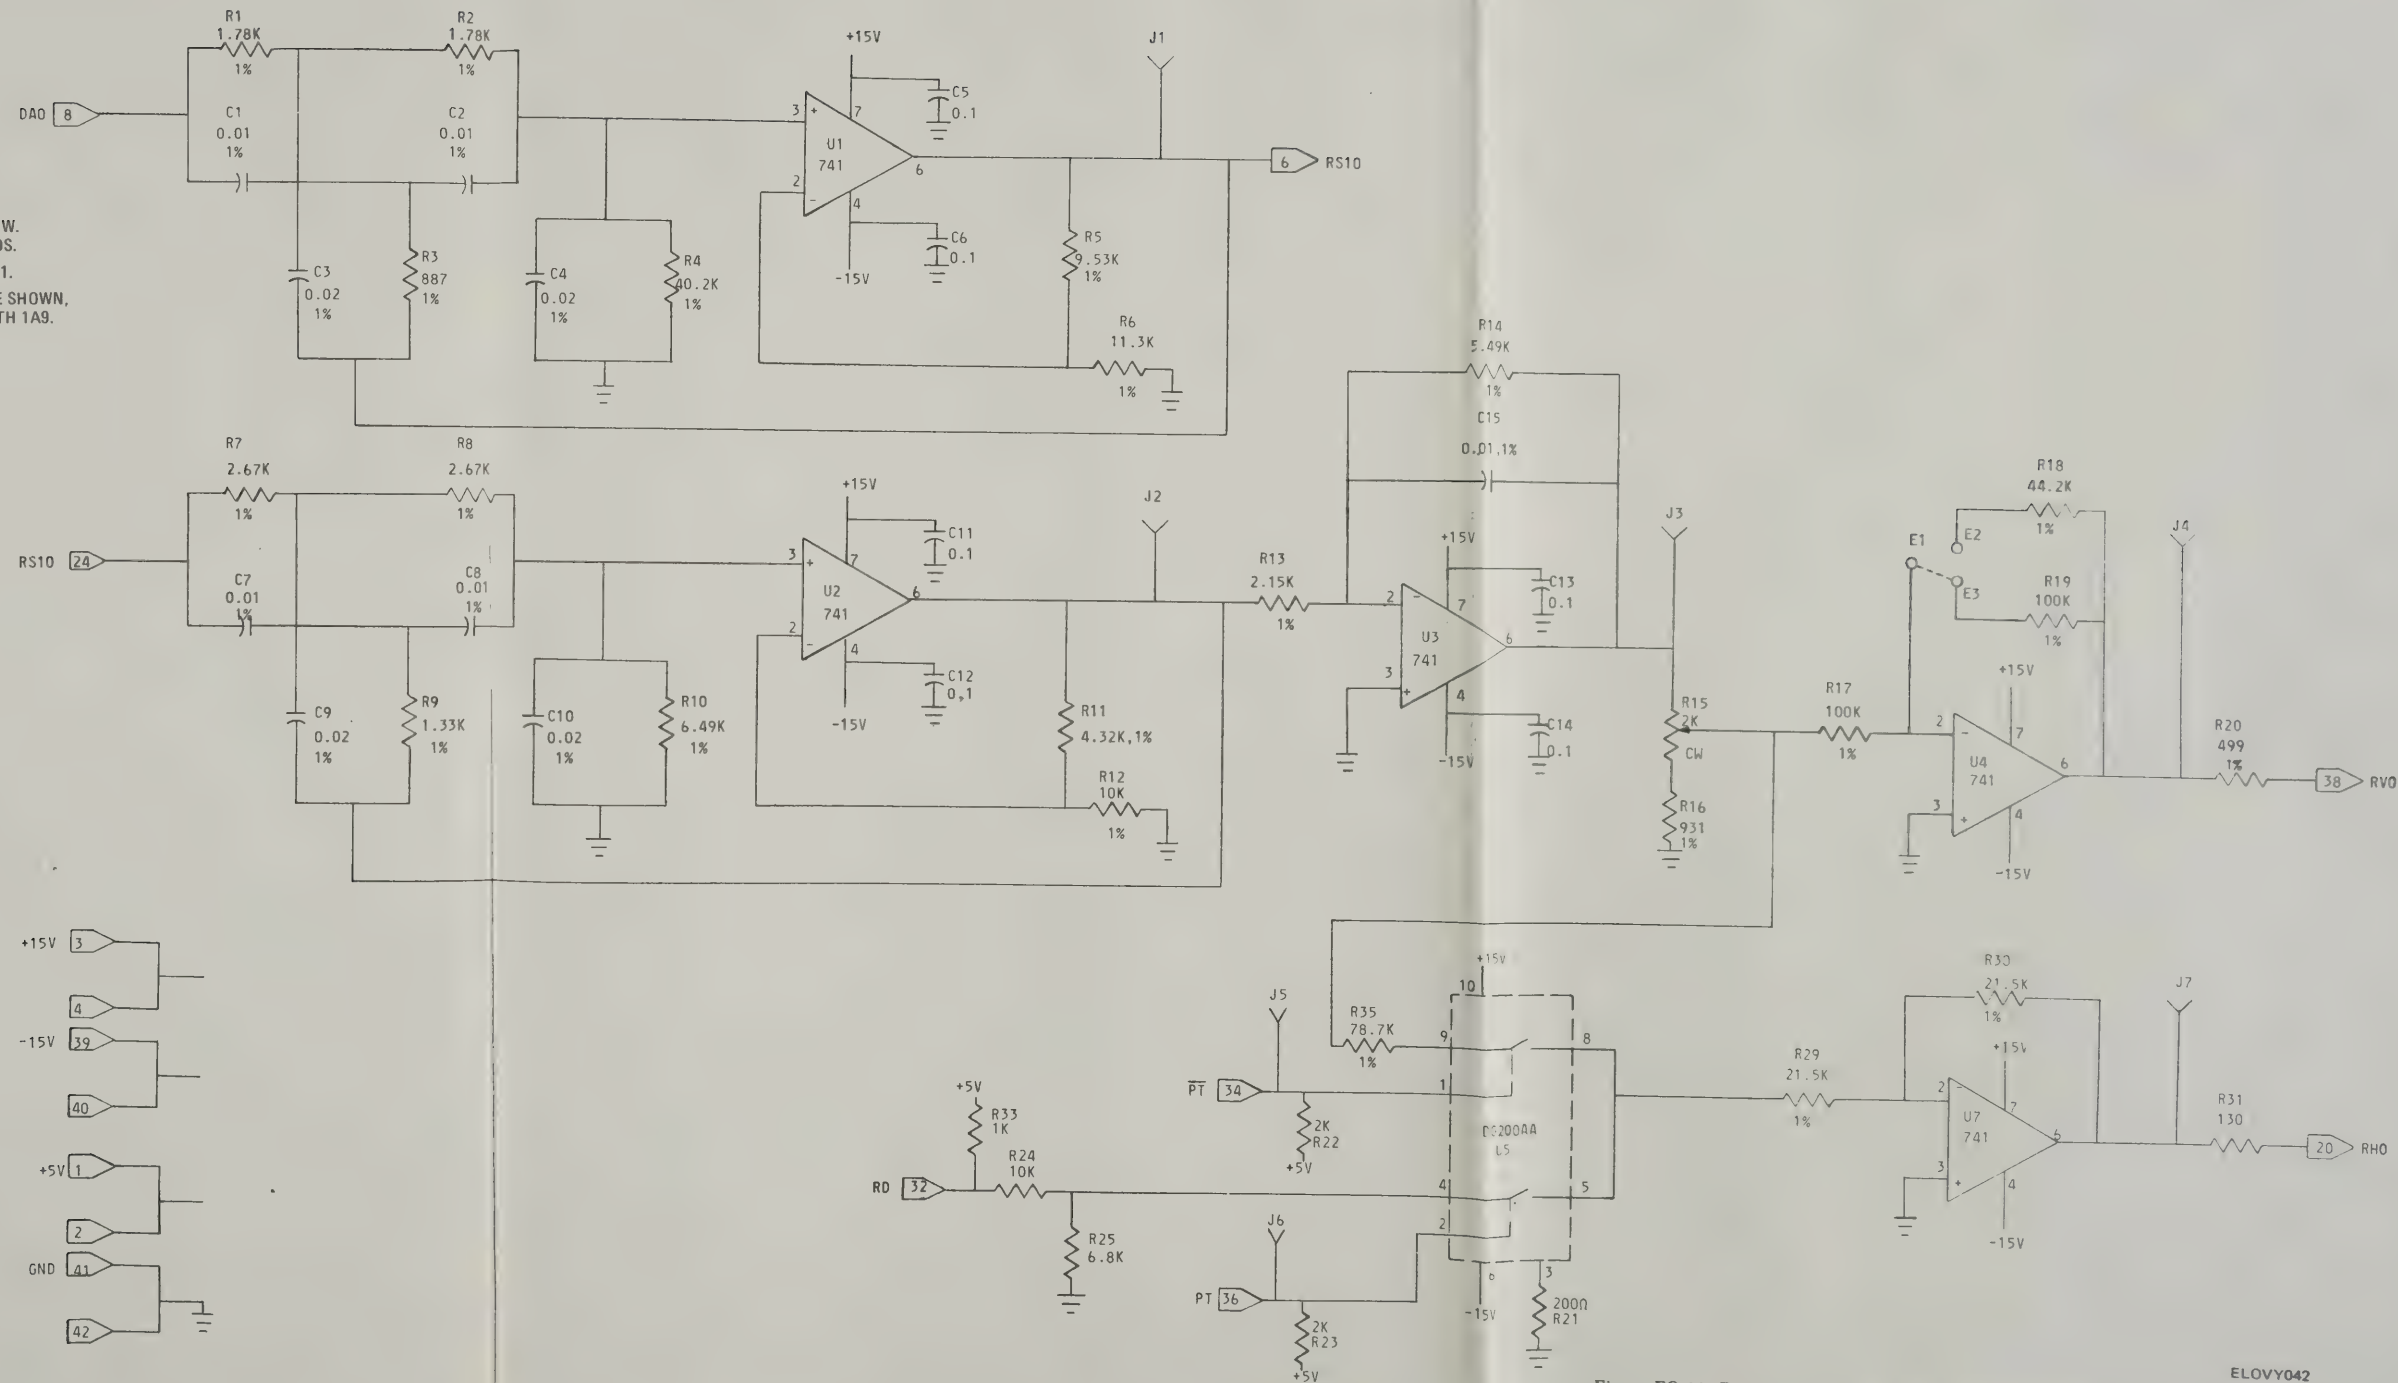 R1
1.78K
1%
R2
1.78K
1%
DAO 8
C1
0.01
1%
C2
0.01
1%
C3
0.02
1%
R3
887
1%
C4
0.02
1%
R4
40.2K
1%
+15V
C5
0.1
3
+
7
U1
741
2
-
4
6
C6
0.1
-15V
J1
6 RS10
R5
9.53K
1%
R6
11.3K
1%
W.
OS.
1.
E SHOWN,
TH 1A9.
R7
2.67K
1%
R8
2.67K
1%
RS10 24
C7
0.01
1%
C8
0.01
1%
C9
0.02
1%
R9
1.33K
1%
C10
0.02
1%
R10
6.49K
1%
+15V
C11
0.1
3
+
7
U2
741
2
-
4
6
C12
0.1
-15V
J2
R11
4.32K,1%
R12
10K
1%
R13
2.15K
1%
R14
5.49K
1%
C15
0.01,1%
+15V
C13
0.1
2
-
7
U3
741
3
+
4
6
C14
0.1
-15V
J3
R15
2K
CW
R16
931
1%
R17
100K
1%
E1
E2
E3
R18
44.2K
1%
R19
100K
1%
J4
+15V
2
-
7
U4
741
3
+
4
6
-15V
R20
499
1%
38 RVO
+15V 3
4
-15V 39
40
+5V 1
2
GND 41
42
+5V
R33
1K
RD 32
R24
10K
R25
6.8K
J5
PT 34
2K
R22
+5V
J6
PT 36
2K
R23
+5V
R35
78.7K
1%
+15V
10
9
8
1
DG200AA
U5
4
5
2
6
3
-15V
200Ω
R21
R29
21.5K
1%
R30
21.5K
1%
+15V
2
-
7
U7
741
3
+
4
6
-15V
J7
R31
130
20 RHO
ELOVY042